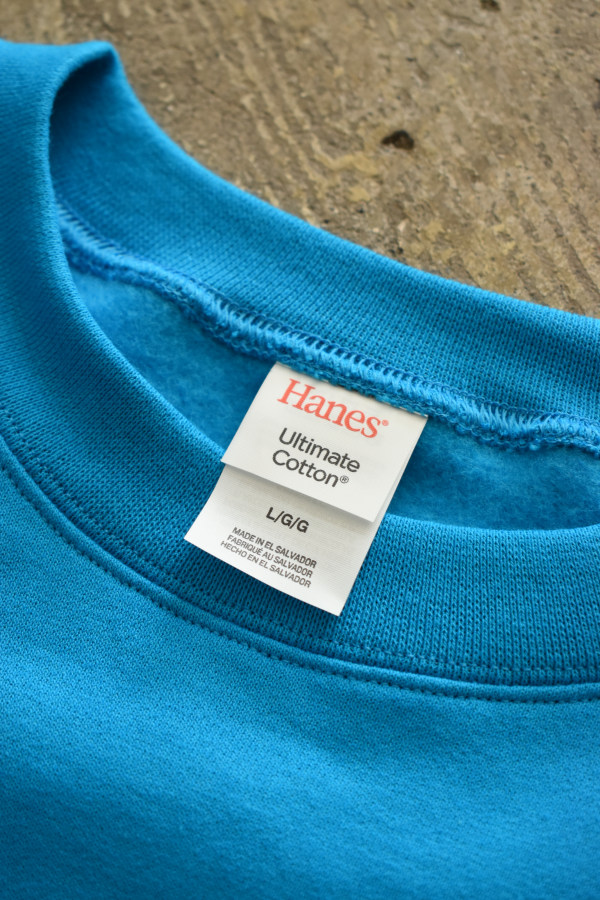 Hanes®
Ultimate
Cotton®
L/G/G
MADE IN EL SALVADOR
FABRIQUÉ AU SALVADOR
HECHO EN EL SALVADOR